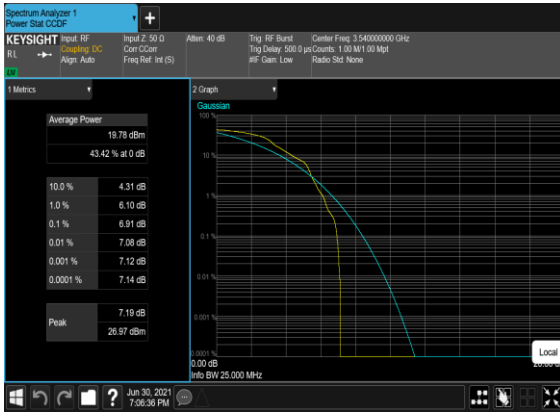 Spectrum Analyzer 1
Power Stat CCDF
KEYSIGHT
RL
Input: RF
Coupling: DC
Align: Auto
Input Z: 50 Ω
Corr CCorr
Freq Ref: Int (S)
Atten: 40 dB
Trig: RF Burst
Trig Delay: 500.0 µs
#IF Gain: Low
Center Freq: 3.540000000 GHz
Counts: 1.00 M/1.00 Mpt
Radio Std: None
1 Metrics
Average Power
19.78 dBm
43.42 % at 0 dB
10.0 % 4.31 dB
1.0 % 6.10 dB
0.1 % 6.91 dB
0.01 % 7.08 dB
0.001 % 7.12 dB
0.0001 % 7.14 dB
Peak
7.19 dB
26.97 dBm
2 Graph
Gaussian
100 %
10 %
1 %
0.1 %
0.01 %
0.001 %
0.0001 %
0.00 dB
Info BW 25.000 MHz
Local
Jun 30, 2021
7:06:36 PM